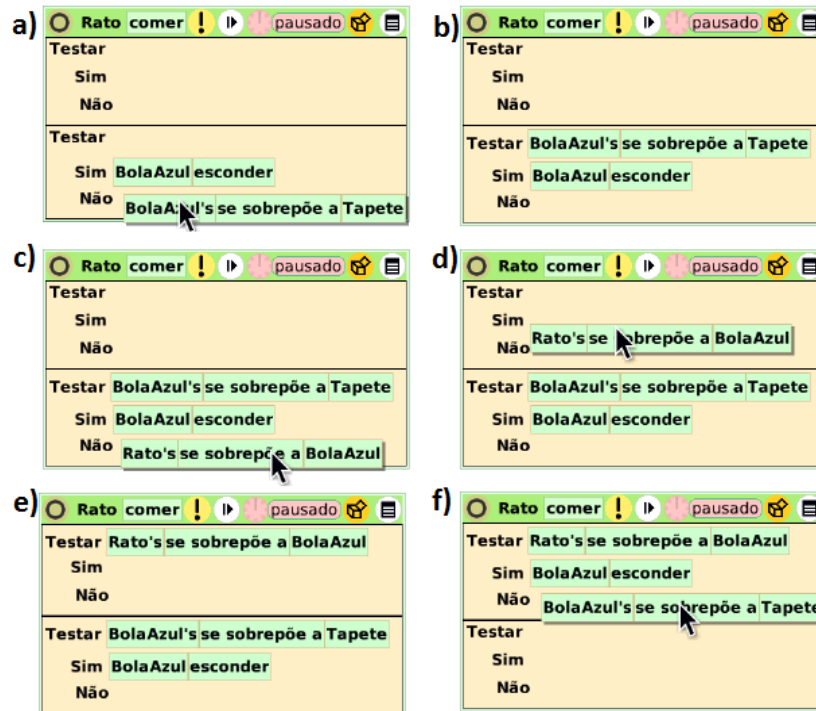 a) Rato comer ! pausado
Testar
Sim
Não
Testar
Sim BolaAzul esconder
Não BolaAzul's se sobrepõe a Tapete
b) Rato comer ! pausado
Testar
Sim
Não
Testar BolaAzul's se sobrepõe a Tapete
Sim BolaAzul esconder
Não
c) Rato comer ! pausado
Testar
Sim
Não
Testar BolaAzul's se sobrepõe a Tapete
Sim BolaAzul esconder
Não Rato's se sobrepõe a BolaAzul
d) Rato comer ! pausado
Testar
Sim
Não Rato's se sobrepõe a BolaAzul
Testar BolaAzul's se sobrepõe a Tapete
Sim BolaAzul esconder
Não
e) Rato comer ! pausado
Testar Rato's se sobrepõe a BolaAzul
Sim
Não
Testar BolaAzul's se sobrepõe a Tapete
Sim BolaAzul esconder
Não
f) Rato comer ! pausado
Testar Rato's se sobrepõe a BolaAzul
Sim BolaAzul esconder
Não BolaAzul's se sobrepõe a Tapete
Testar
Sim
Não